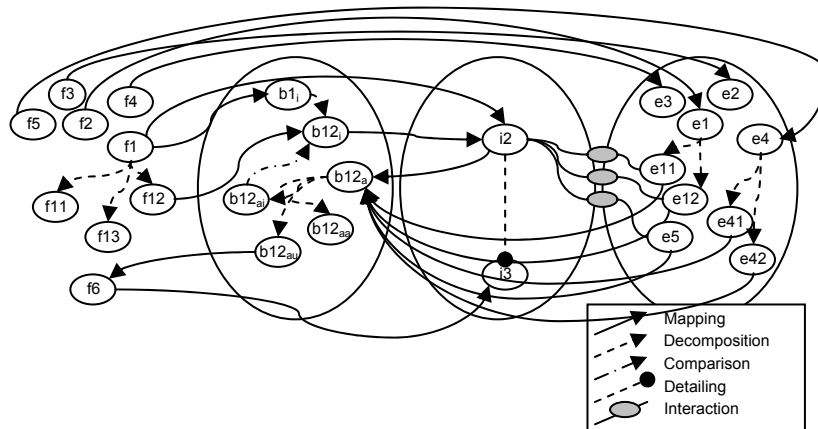 f3
f4
f5
f2
f1
f11
f12
f13
f6
b1i
b12i
b12a
b12ai
b12aa
b12au
i2
i3
e2
e3
e1
e4
e11
e12
e41
e5
e42
Mapping
Decomposition
Comparison
Detailing
Interaction